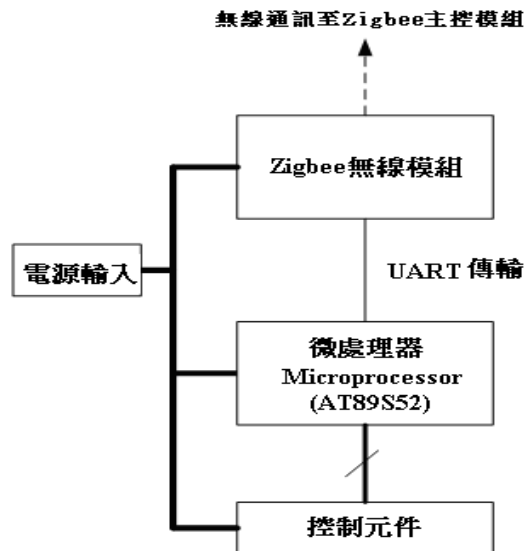 無線通訊至Zigbee主控模組
Zigbee無線模組
電源輸入
UART 傳輸
微處理器
Microprocessor
(AT89S52)
控制元件